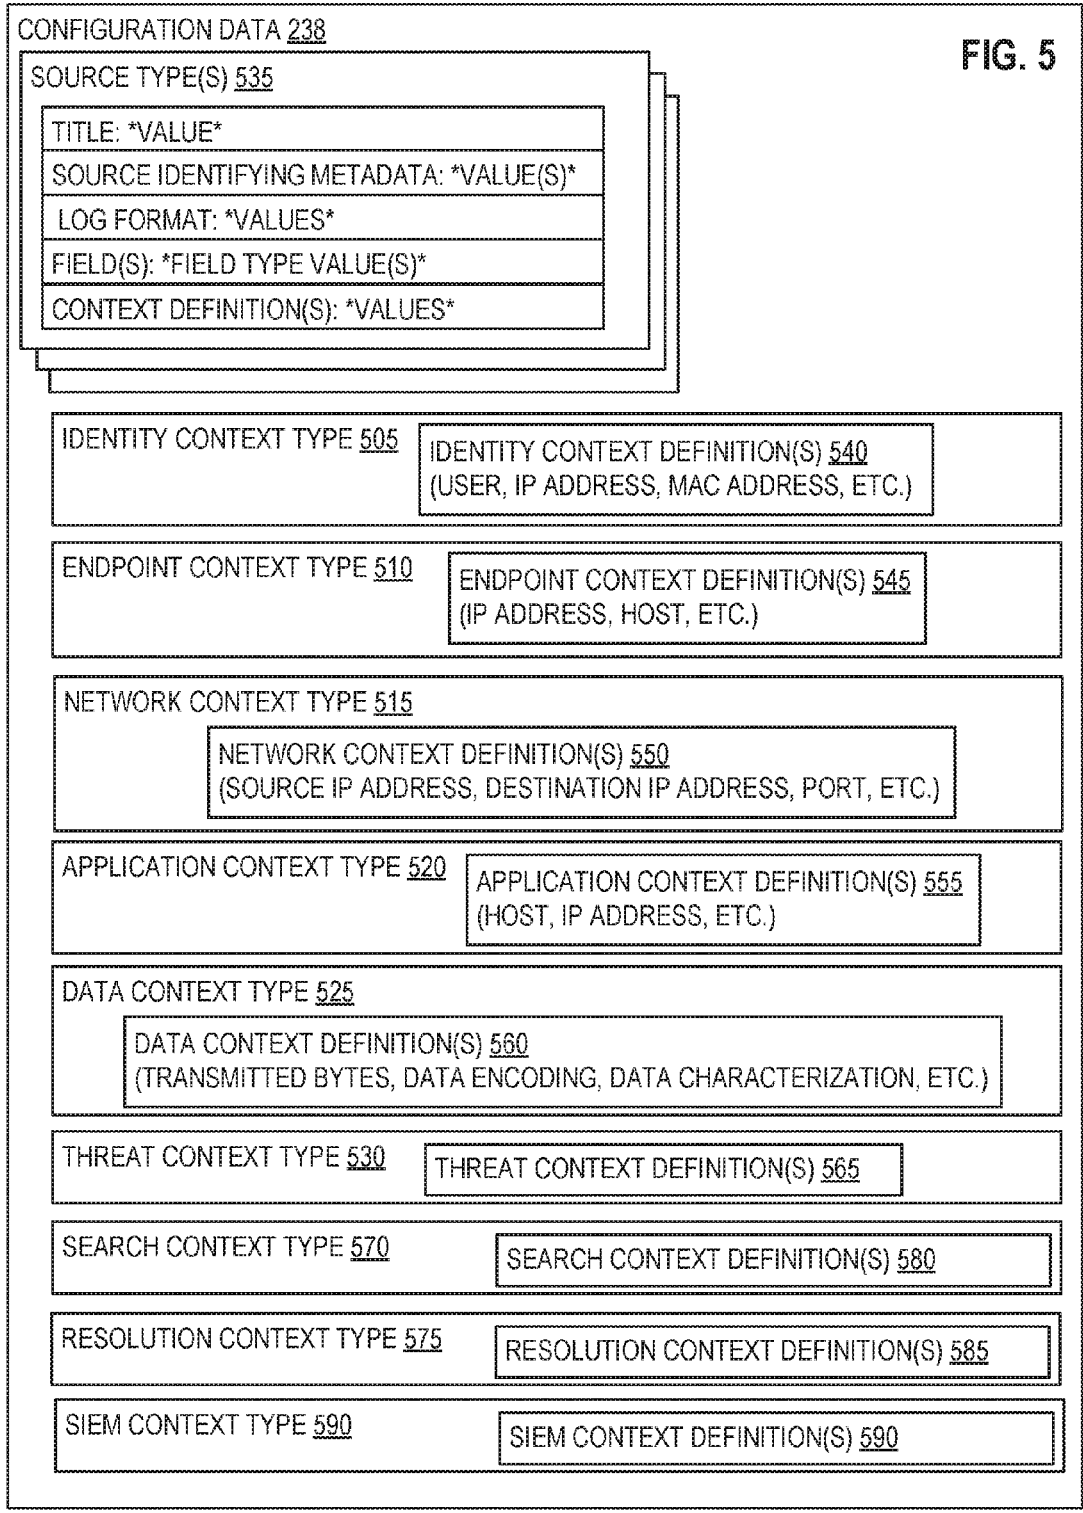 CONFIGURATION DATA 238
FIG. 5
SOURCE TYPE(S) 535
TITLE: *VALUE*
SOURCE IDENTIFYING METADATA: *VALUE(S)*
LOG FORMAT: *VALUES*
FIELD(S): *FIELD TYPE VALUE(S)*
CONTEXT DEFINITION(S): *VALUES*
IDENTITY CONTEXT TYPE 505
IDENTITY CONTEXT DEFINITION(S) 540
(USER, IP ADDRESS, MAC ADDRESS, ETC.)
ENDPOINT CONTEXT TYPE 510
ENDPOINT CONTEXT DEFINITION(S) 545
(IP ADDRESS, HOST, ETC.)
NETWORK CONTEXT TYPE 515
NETWORK CONTEXT DEFINITION(S) 550
(SOURCE IP ADDRESS, DESTINATION IP ADDRESS, PORT, ETC.)
APPLICATION CONTEXT TYPE 520
APPLICATION CONTEXT DEFINITION(S) 555
(HOST, IP ADDRESS, ETC.)
DATA CONTEXT TYPE 525
DATA CONTEXT DEFINITION(S) 560
(TRANSMITTED BYTES, DATA ENCODING, DATA CHARACTERIZATION, ETC.)
THREAT CONTEXT TYPE 530
THREAT CONTEXT DEFINITION(S) 565
SEARCH CONTEXT TYPE 570
SEARCH CONTEXT DEFINITION(S) 580
RESOLUTION CONTEXT TYPE 575
RESOLUTION CONTEXT DEFINITION(S) 585
SIEM CONTEXT TYPE 590
SIEM CONTEXT DEFINITION(S) 590